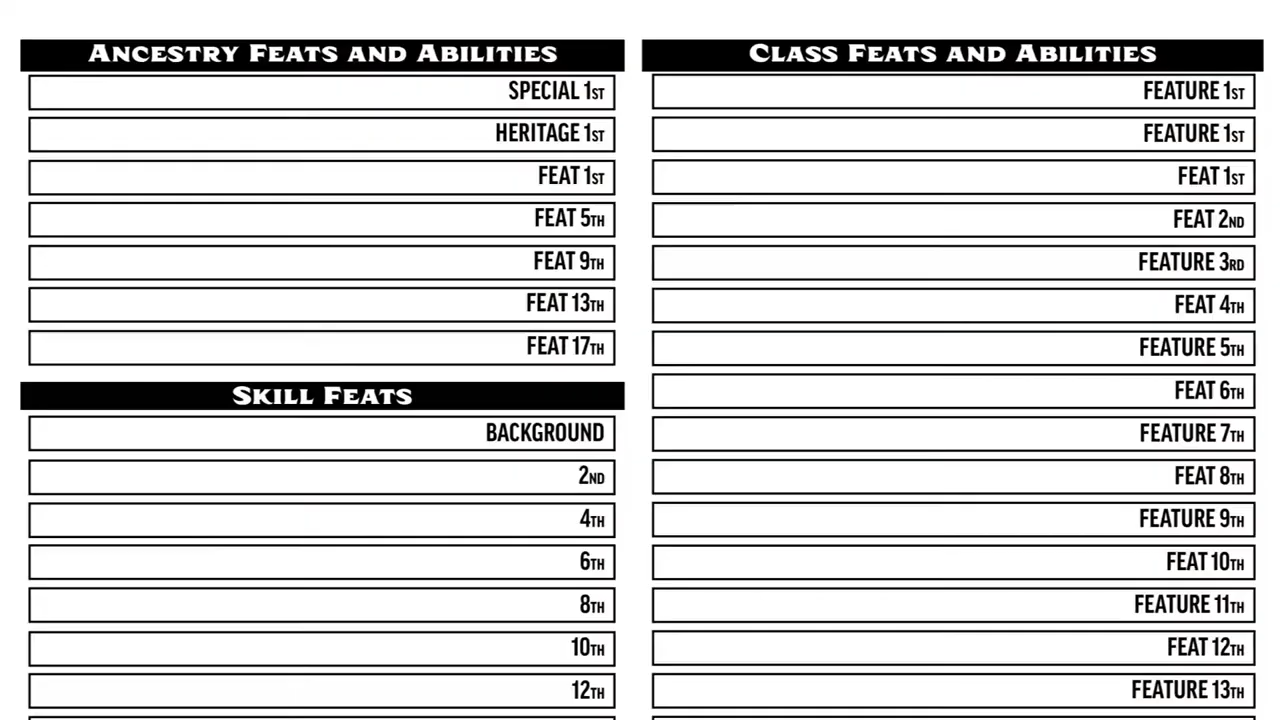 Ancestry Feats and Abilities
SPECIAL 1ST
HERITAGE 1ST
FEAT 1ST
FEAT 5TH
FEAT 9TH
FEAT 13TH
FEAT 17TH
Skill Feats
BACKGROUND
2ND
4TH
6TH
8TH
10TH
12TH
Class Feats and Abilities
FEATURE 1ST
FEATURE 1ST
FEAT 1ST
FEAT 2ND
FEATURE 3RD
FEAT 4TH
FEATURE 5TH
FEAT 6TH
FEATURE 7TH
FEAT 8TH
FEATURE 9TH
FEAT 10TH
FEATURE 11TH
FEAT 12TH
FEATURE 13TH